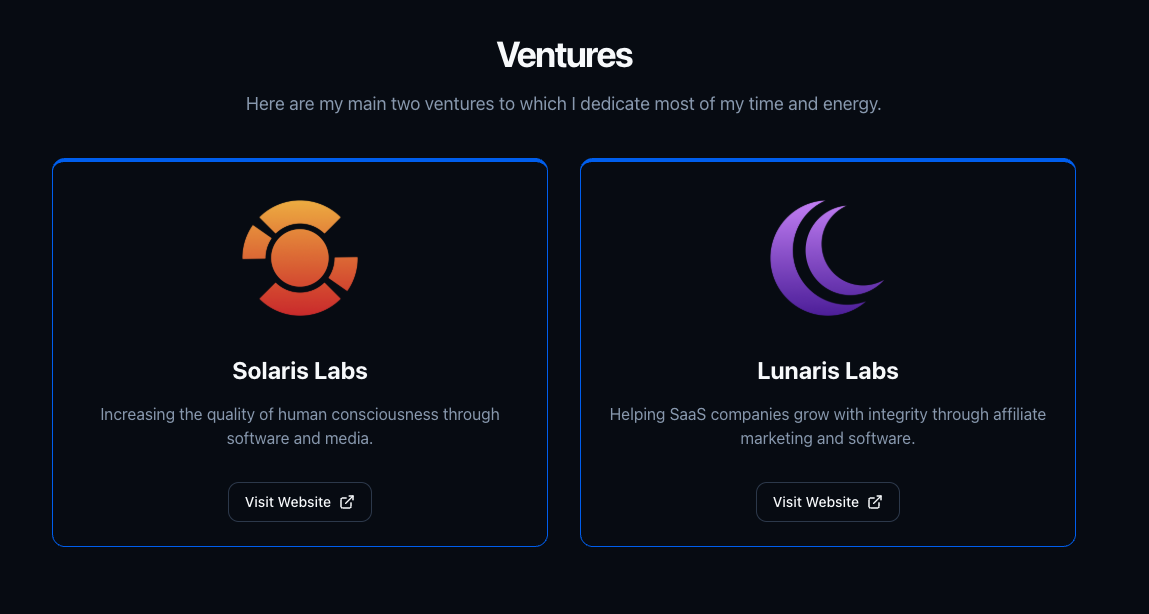 Ventures
Here are my main two ventures to which I dedicate most of my time and energy.
Solaris Labs
Increasing the quality of human consciousness through
software and media.
Visit Website
Lunaris Labs
Helping SaaS companies grow with integrity through affiliate
marketing and software.
Visit Website